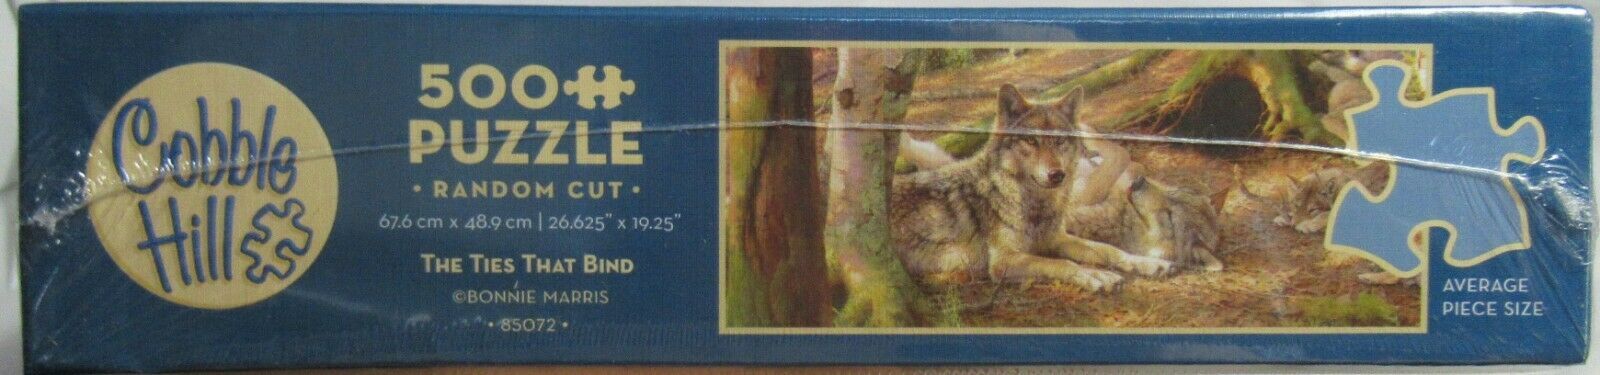 Cobble
Hill
500
PUZZLE
• RANDOM CUT •
67.6 cm x 48.9 cm | 26.625" x 19.25"
THE TIES THAT BIND
©BONNIE MARRIS
• 85072 •
AVERAGE
PIECE SIZE